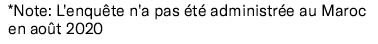 *Note: L'enquête n'a pas été administrée au Maroc
en août 2020